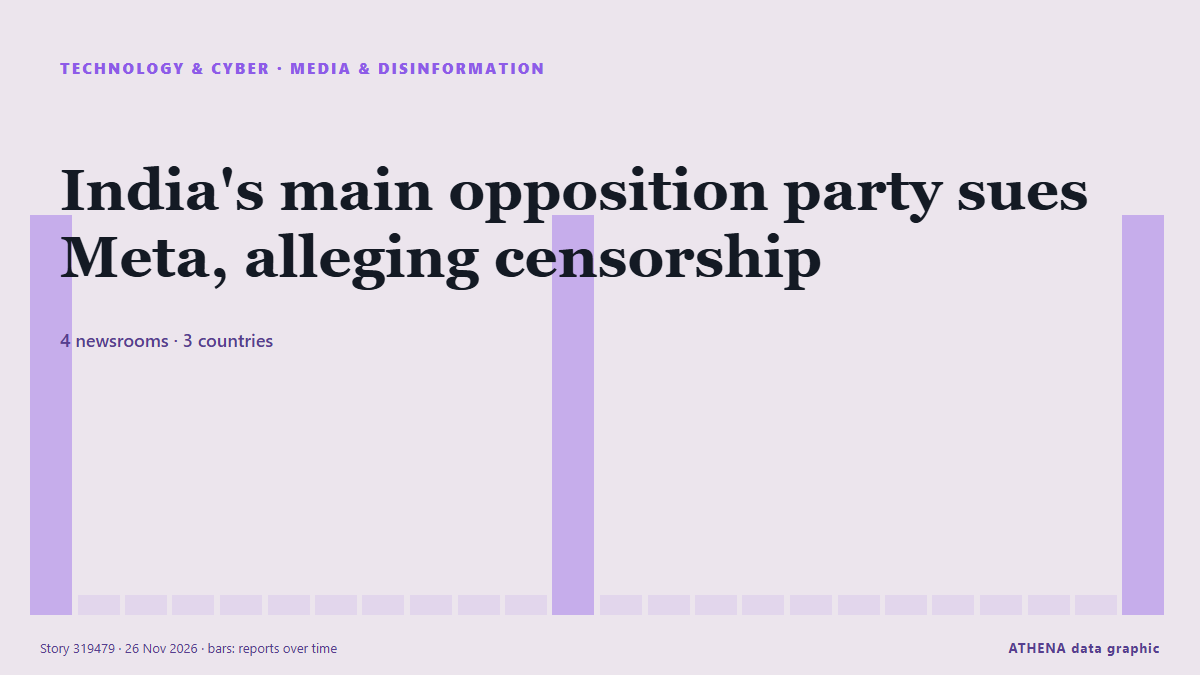 TECHNOLOGY & CYBER · MEDIA & DISINFORMATION
India's main opposition party sues
Meta, alleging censorship
4 newsrooms · 3 countries
Story 319479 · 26 Nov 2026 · bars: reports over time
ATHENA data graphic